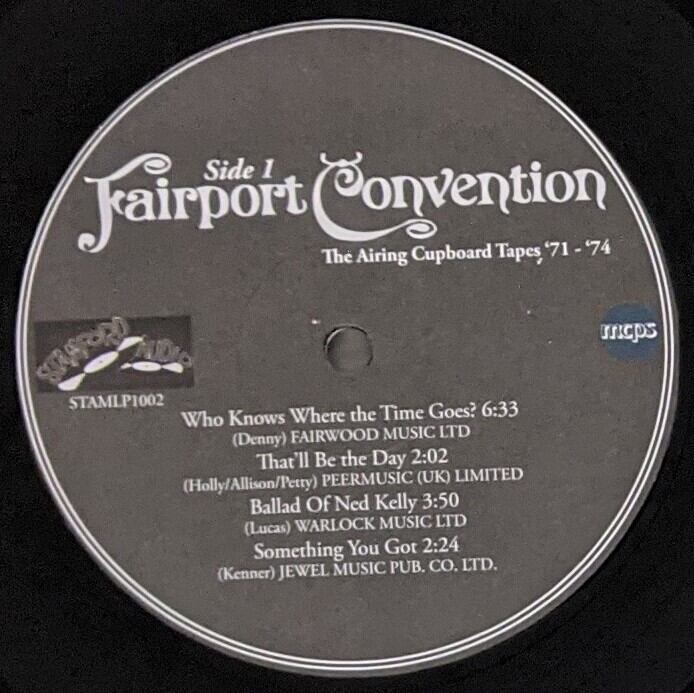 Side 1
Fairport Convention
The Airing Cupboard Tapes '71 - '74
STAMFORD AUDIO
STAMLP1002
mcps
Who Knows Where the Time Goes? 6:33
(Denny) FAIRWOOD MUSIC LTD
That'll Be the Day 2:02
(Holly/Allison/Petty) PEERMUSIC (UK) LIMITED
Ballad Of Ned Kelly 3:50
(Lucas) WARLOCK MUSIC LTD
Something You Got 2:24
(Kenner) JEWEL MUSIC PUB. CO. LTD.